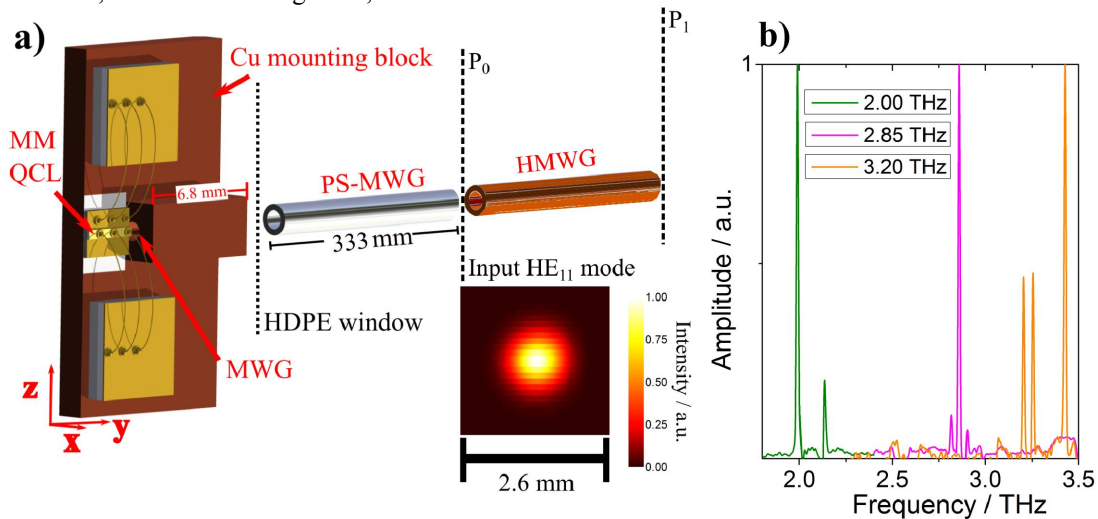 a)
Cu mounting block
MM
QCL
6.8 mm
PS-MWG
333 mm
HDPE window
MWG
z
x
y
P0
P1
HMWG
Input HE11 mode
1.00
0.75
0.50
0.25
0.00
Intensity / a.u.
2.6 mm
b)
1
2.00 THz
2.85 THz
3.20 THz
Amplitude / a.u.
2.0 2.5 3.0 3.5
Frequency / THz